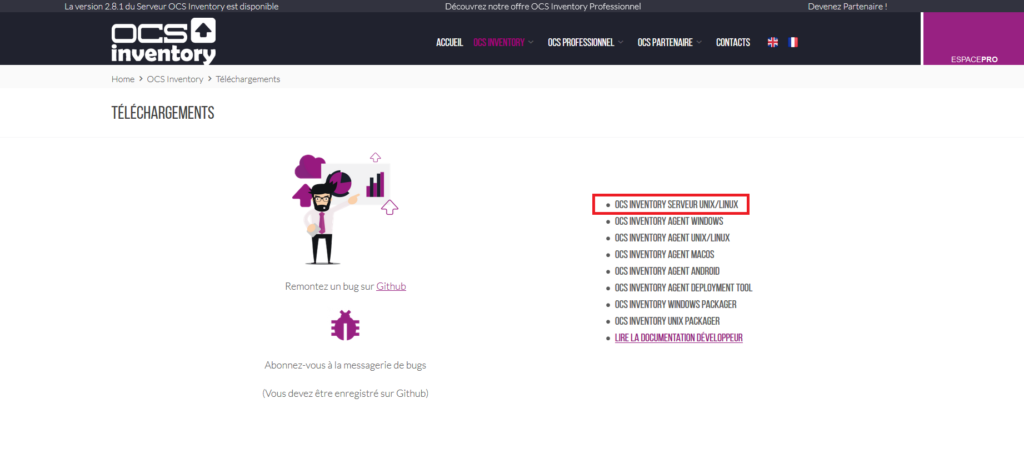 La version 2.8.1 du Serveur OCS Inventory est disponible
Découvrez notre offre OCS Inventory Professionnel
Devenez Partenaire !
OCS
inventory
ACCUEIL
OCS INVENTORY
OCS PROFESSIONNEL
OCS PARTENAIRE
CONTACTS
ESPACEPRO
Home > OCS Inventory > Téléchargements
TÉLÉCHARGEMENTS
Remontez un bug sur Github
Abonnez-vous à la messagerie de bugs
(Vous devez être enregistré sur Github)
OCS INVENTORY SERVEUR UNIX/LINUX
OCS INVENTORY AGENT WINDOWS
OCS INVENTORY AGENT UNIX/LINUX
OCS INVENTORY AGENT MACOS
OCS INVENTORY AGENT ANDROID
OCS INVENTORY AGENT DEPLOYMENT TOOL
OCS INVENTORY WINDOWS PACKAGER
OCS INVENTORY UNIX PACKAGER
LIRE LA DOCUMENTATION DÉVELOPPEUR